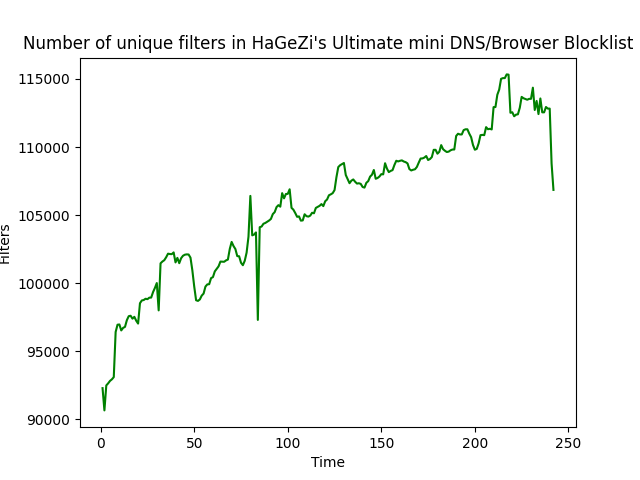 Number of unique filters in HaGeZi's Ultimate mini DNS/Browser Blocklist
115000
110000
105000
100000
95000
90000
Filters
0 50 100 150 200 250
Time